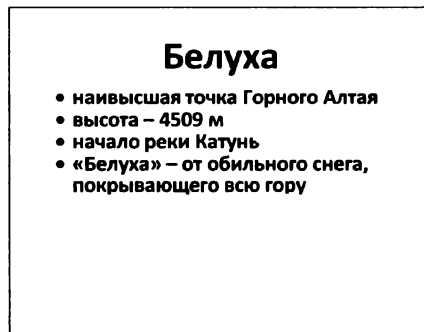 Белуха
• наивысшая точка Горного Алтая
• высота – 4509 м
• начало реки Катунь
• «Белуха» – от обильного снега,
покрывающего всю гору